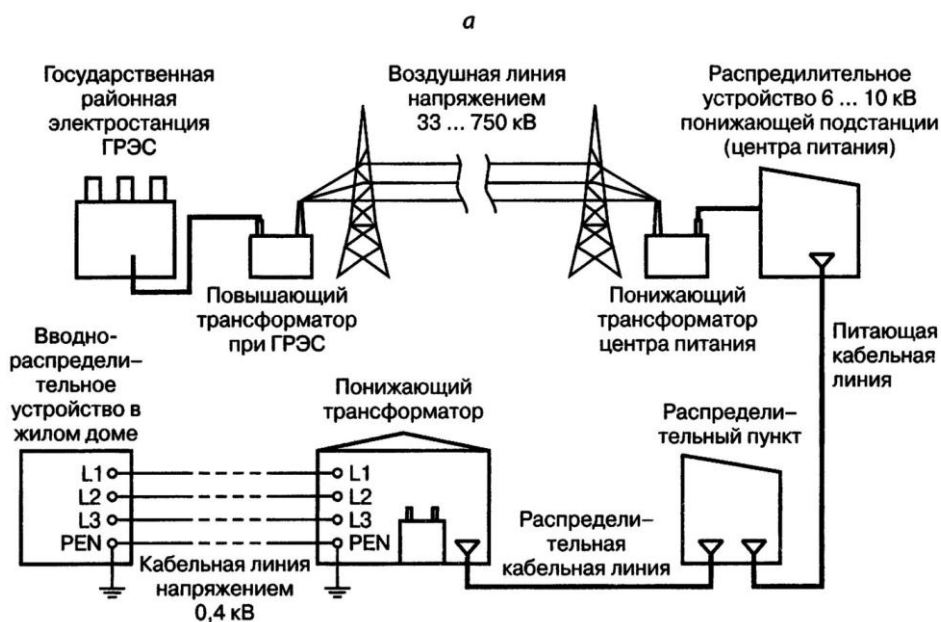 а
Государственная
районная
электростанция
ГРЭС
Воздушная линия
напряжением
33 ... 750 кВ
Распредилительное
устройство 6 ... 10 кВ
понижающей подстанции
(центра питания)
Повышающий
трансформатор
при ГРЭС
Понижающий
трансформатор
центра питания
Питающая
кабельная
линия
Вводно-
распредели–
тельное
устройство в
жилом доме
Понижающий
трансформатор
Распредели–
тельный пункт
L1
L2
L3
PEN
L1
L2
L3
PEN
Кабельная линия
напряжением
0,4 кВ
Распредели–
тельная
кабельная линия